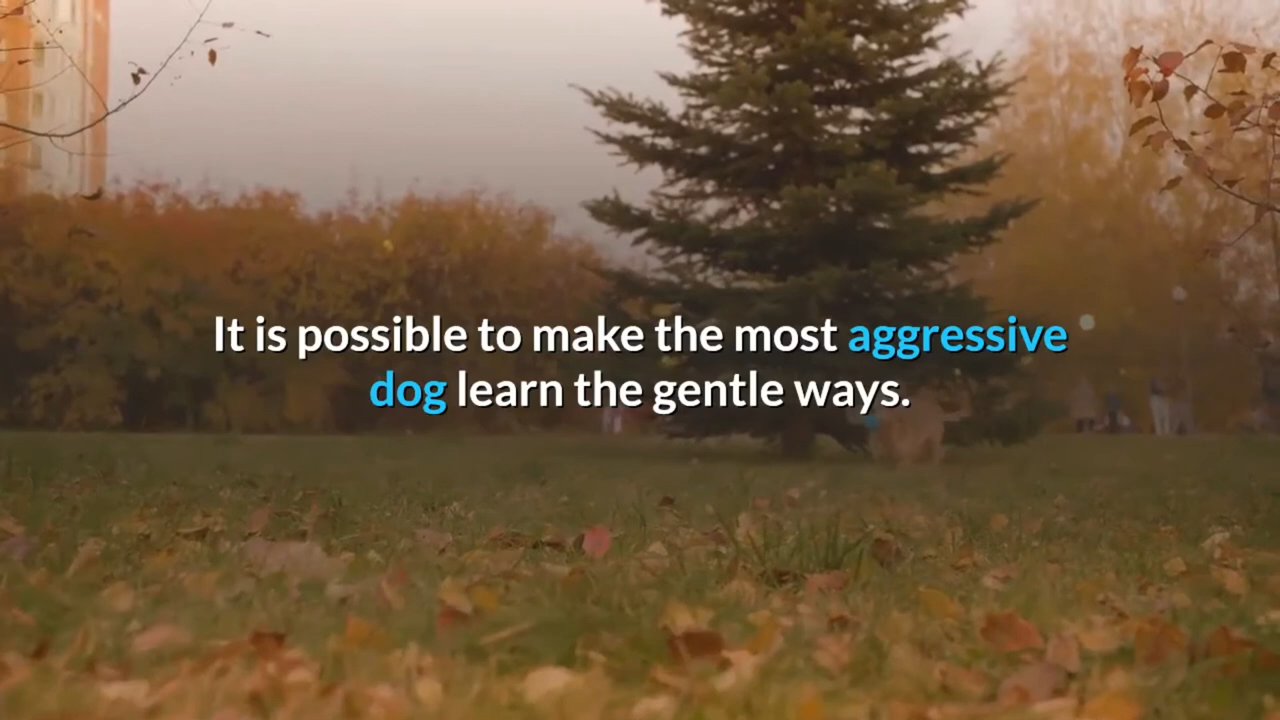 It is possible to make the most aggressive
dog learn the gentle ways.